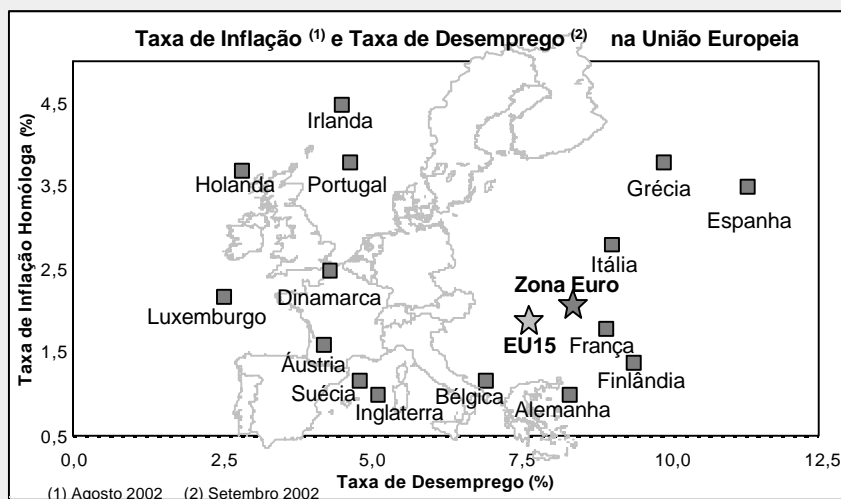 Taxa de Inflação (1) e Taxa de Desemprego (2) na União Europeia
Taxa de Inflação Homóloga (%)
4,5
3,5
2,5
1,5
0,5
Irlanda
Holanda
Portugal
Grécia
Espanha
Itália
Dinamarca
Zona Euro
Luxemburgo
EU15
França
Áustria
Finlândia
Suécia
Bélgica
Alemanha
Inglaterra
0,0 2,5 5,0 7,5 10,0 12,5
Taxa de Desemprego (%)
(1) Agosto 2002 (2) Setembro 2002